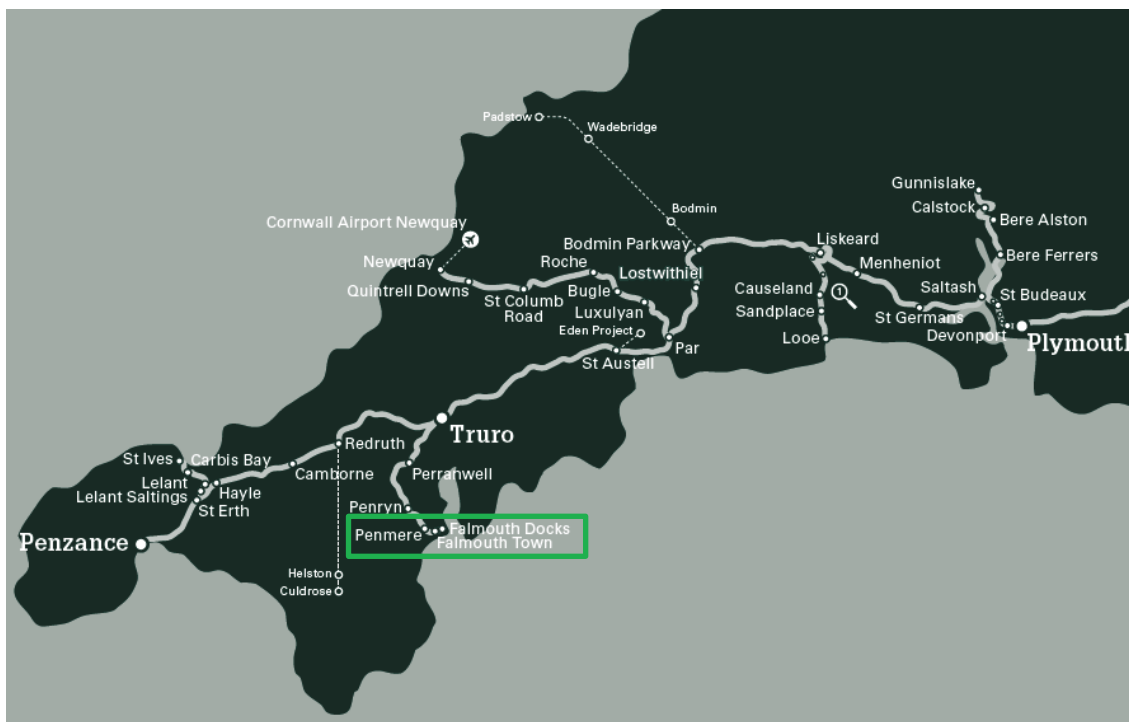 Padstow
Wadebridge
Gunnislake
Calstock
Bodmin
Bere Alston
Cornwall Airport Newquay
Bodmin Parkway
Liskeard
Bere Ferrers
Newquay
Roche
Lostwithiel
Menheniot
Quintrell Downs
Bugle
Causeland
1
Saltash
St Budeaux
St Columb
Road
Luxulyan
Sandplace
St Germans
Eden Project
Looe
Devonport
Plymouth
Par
St Austell
Truro
Redruth
St Ives
Carbis Bay
Camborne
Perranwell
Lelant
Hayle
Lelant Saltings
St Erth
Penryn
Penzance
Penmere
Falmouth Docks
Falmouth Town
Helston
Culdrose